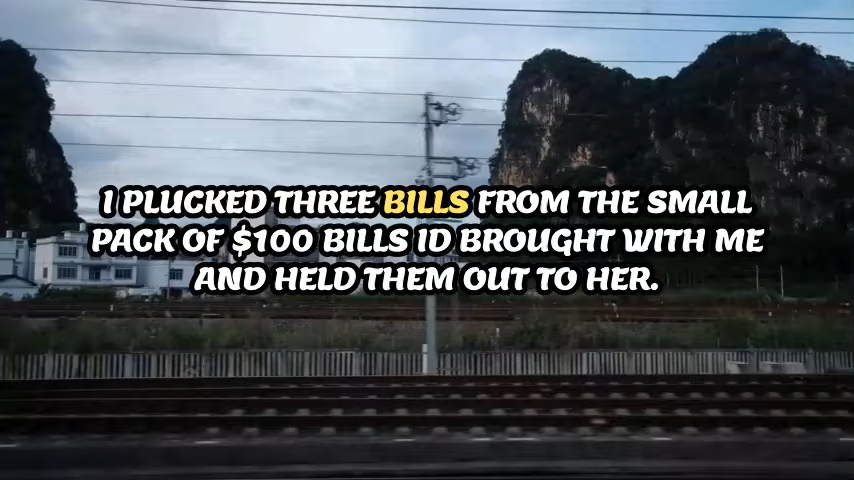 I PLUCKED THREE BILLS FROM THE SMALL
PACK OF $100 BILLS ID BROUGHT WITH ME
AND HELD THEM OUT TO HER.